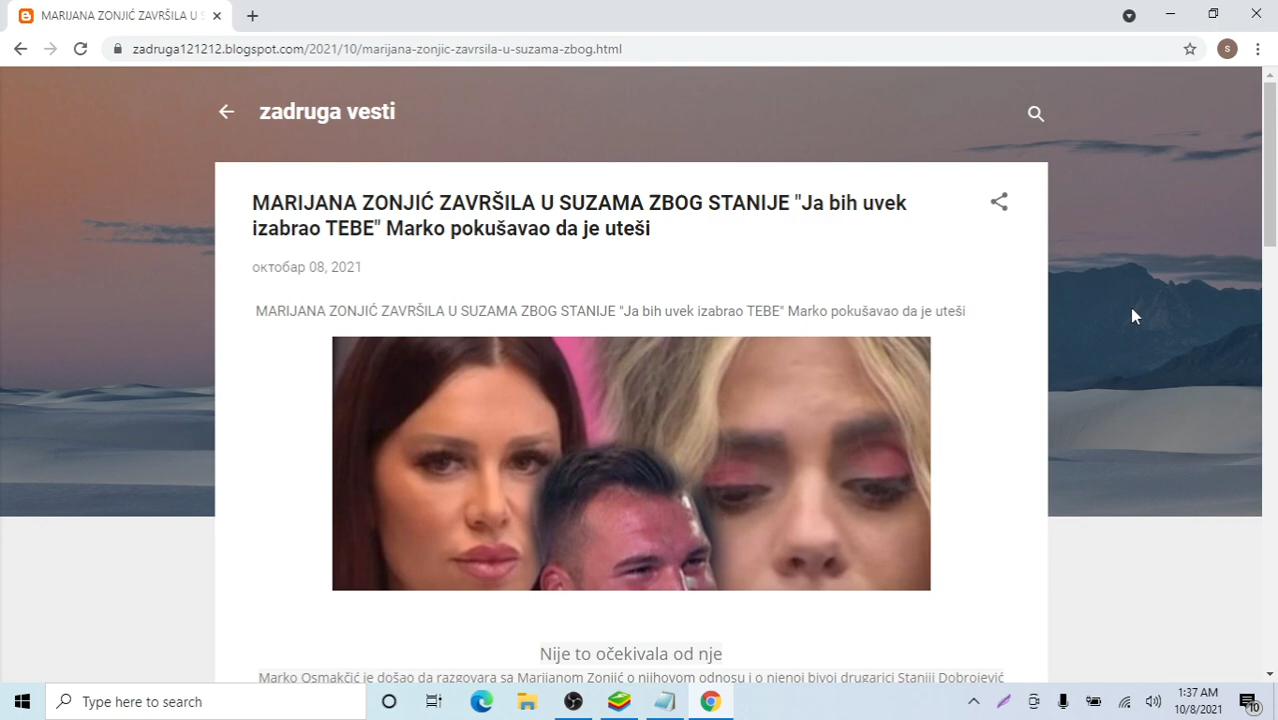 MARIJANA ZONJIĆ ZAVRŠILA U S
zadruga121212.blogspot.com/2021/10/marijana-zonjic-zavrsila-u-suzama-zbog.html
S
zadruga vesti
MARIJANA ZONJIĆ ZAVRŠILA U SUZAMA ZBOG STANIJE "Ja bih uvek
izabrao TEBE" Marko pokušavao da je uteši
октобар 08, 2021
MARIJANA ZONJIĆ ZAVRŠILA U SUZAMA ZBOG STANIJE "Ja bih uvek izabrao TEBE" Marko pokušavao da je uteši
Nije to očekivala od nje
Marko Osmakčić je došao da razgovara sa Marijanom Zonjić o njihovom odnosu i o njenoj bivoj drugarici Staniji Dobrojević
Type here to search
1:37 AM
10/8/2021
10